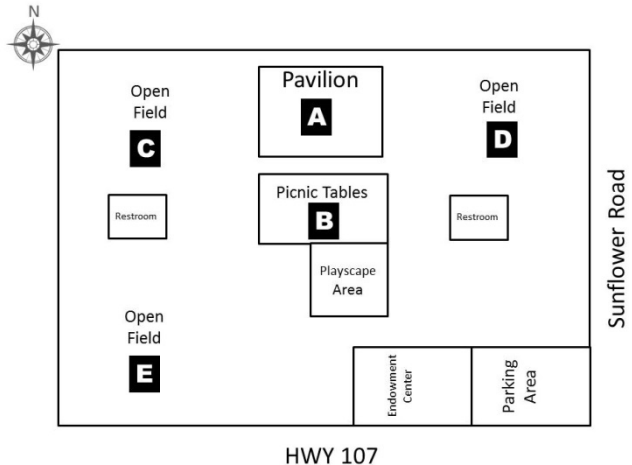 N
Pavilion
A
Open
Field
C
Open
Field
D
Picnic Tables
B
Restroom
Restroom
Playscape
Area
Open
Field
E
Endowment
Center
Parking
Area
Sunflower Road
HWY 107